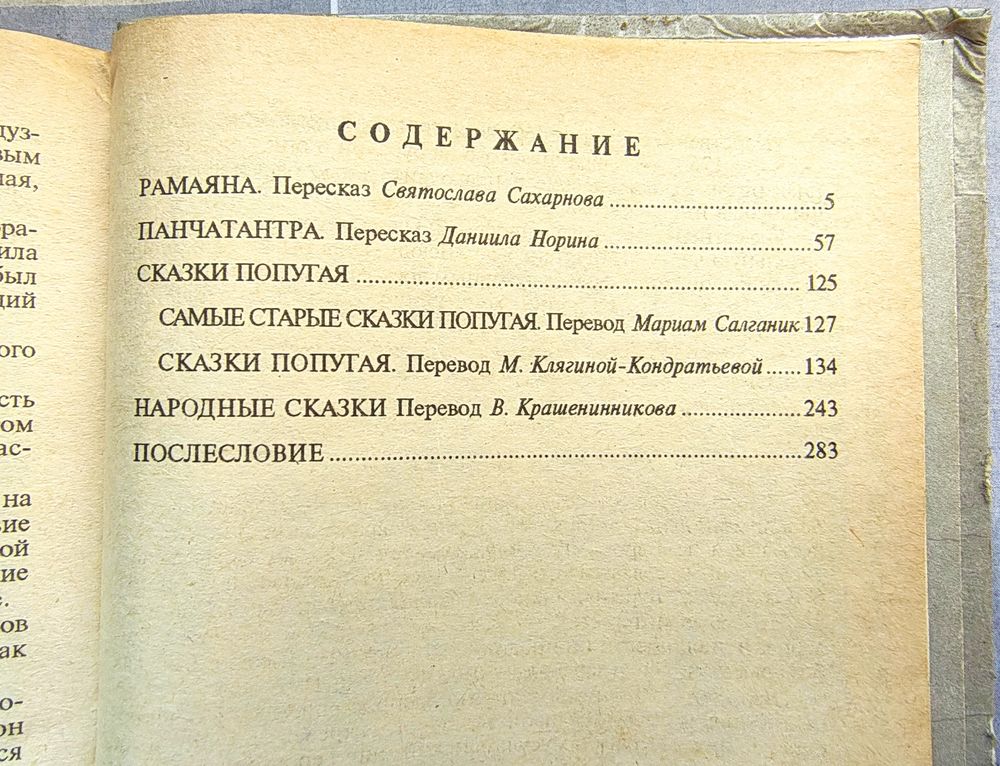 СОДЕРЖАНИЕ
РАМАЯНА. Пересказ Святослава Сахарнова ........................................5
ПАНЧАТАНТРА. Пересказ Даниила Норина ........................................57
СКАЗКИ ПОПУГАЯ ........................................ 125
САМЫЕ СТАРЫЕ СКАЗКИ ПОПУГАЯ. Перевод Мариам Салганик 127
СКАЗКИ ПОПУГАЯ. Перевод М. Клягиной-Кондратьевой ......134
НАРОДНЫЕ СКАЗКИ Перевод В. Крашенинникова ....................243
ПОСЛЕСЛОВИЕ ........................................283